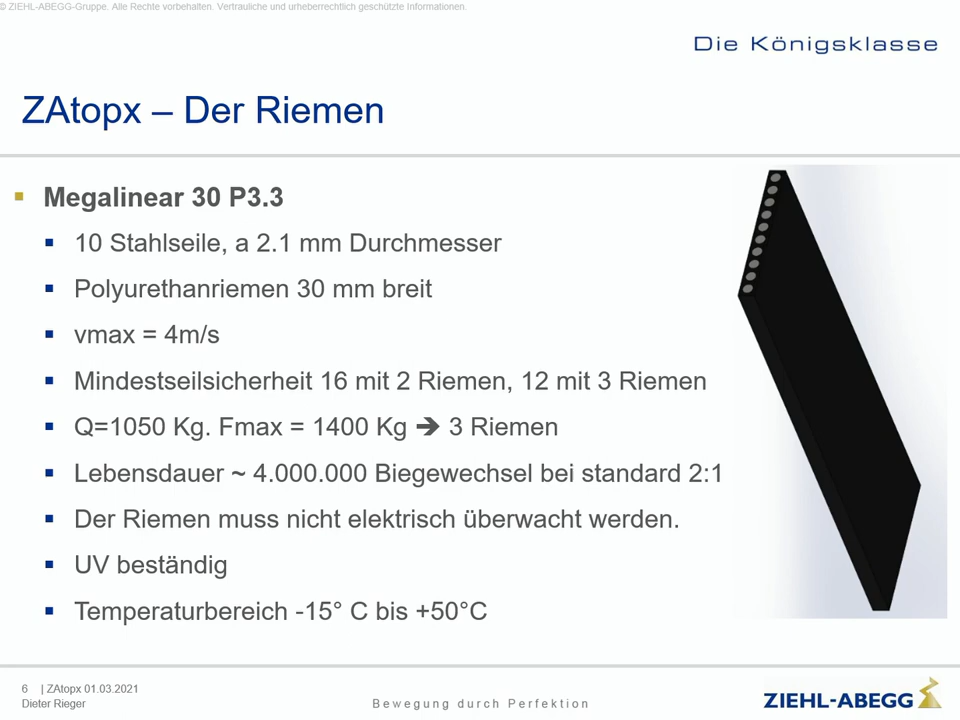 © ZIEHL-ABEGG-Gruppe. Alle Rechte vorbehalten. Vertrauliche und urheberrechtlich geschützte Informationen.
Die Königsklasse
ZAtopx – Der Riemen
Megalinear 30 P3.3
10 Stahlseile, a 2.1 mm Durchmesser
Polyurethanriemen 30 mm breit
vmax = 4m/s
Mindestseilsicherheit 16 mit 2 Riemen, 12 mit 3 Riemen
Q=1050 Kg. Fmax = 1400 Kg ➔ 3 Riemen
Lebensdauer ~ 4.000.000 Biegewechsel bei standard 2:1
Der Riemen muss nicht elektrisch überwacht werden.
UV beständig
Temperaturbereich -15° C bis +50°C
6 | ZAtopx 01.03.2021
Dieter Rieger
Bewegung durch Perfektion
ZIEHL-ABEGG